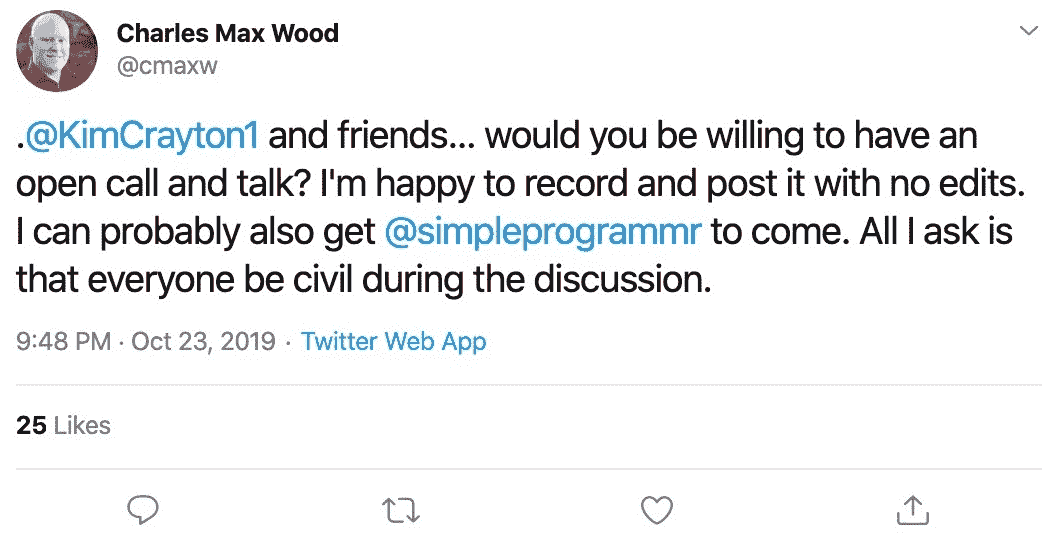 Charles Max Wood
@cmaxw
.@KimCrayton1 and friends... would you be willing to have an
open call and talk? I'm happy to record and post it with no edits.
I can probably also get @simpleprogrammr to come. All I ask is
that everyone be civil during the discussion.
9:48 PM · Oct 23, 2019 · Twitter Web App
25 Likes